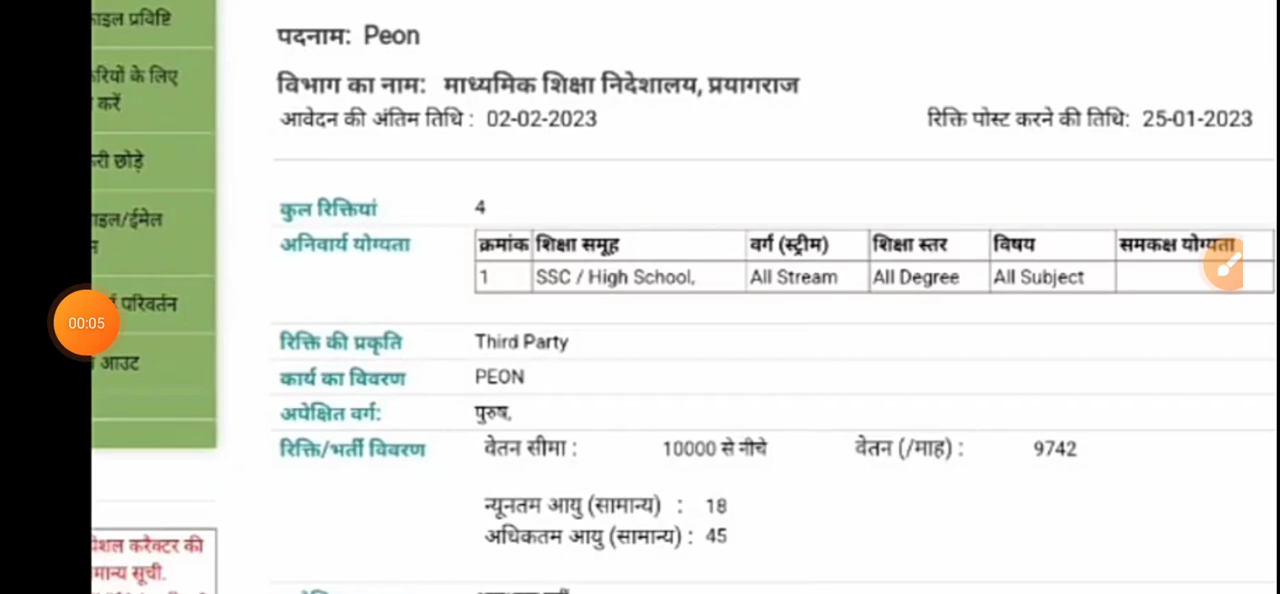 प्रविष्टि
के लिए
करें
छोड़े
ईमेल
परिवर्तन
आउट
करैक्टर की
सूची.
पदनाम: Peon
विभाग का नाम: माध्यमिक शिक्षा निदेशालय, प्रयागराज
आवेदन की अंतिम तिथि : 02-02-2023 रिक्ति पोस्ट करने की तिथि: 25-01-2023
कुल रिक्तियां 4
अनिवार्य योग्यता क्रमांक शिक्षा समूह वर्ग (स्ट्रीम) शिक्षा स्तर विषय समकक्ष योग्यता
1 SSC / High School, All Stream All Degree All Subject
रिक्ति की प्रकृति Third Party
कार्य का विवरण PEON
अपेक्षित वर्ग: पुरुष,
रिक्ति/भर्ती विवरण वेतन सीमा : 10000 से नीचे वेतन (/माह) : 9742
न्यूनतम आयु (सामान्य) : 18
अधिकतम आयु (सामान्य) : 45
00:05